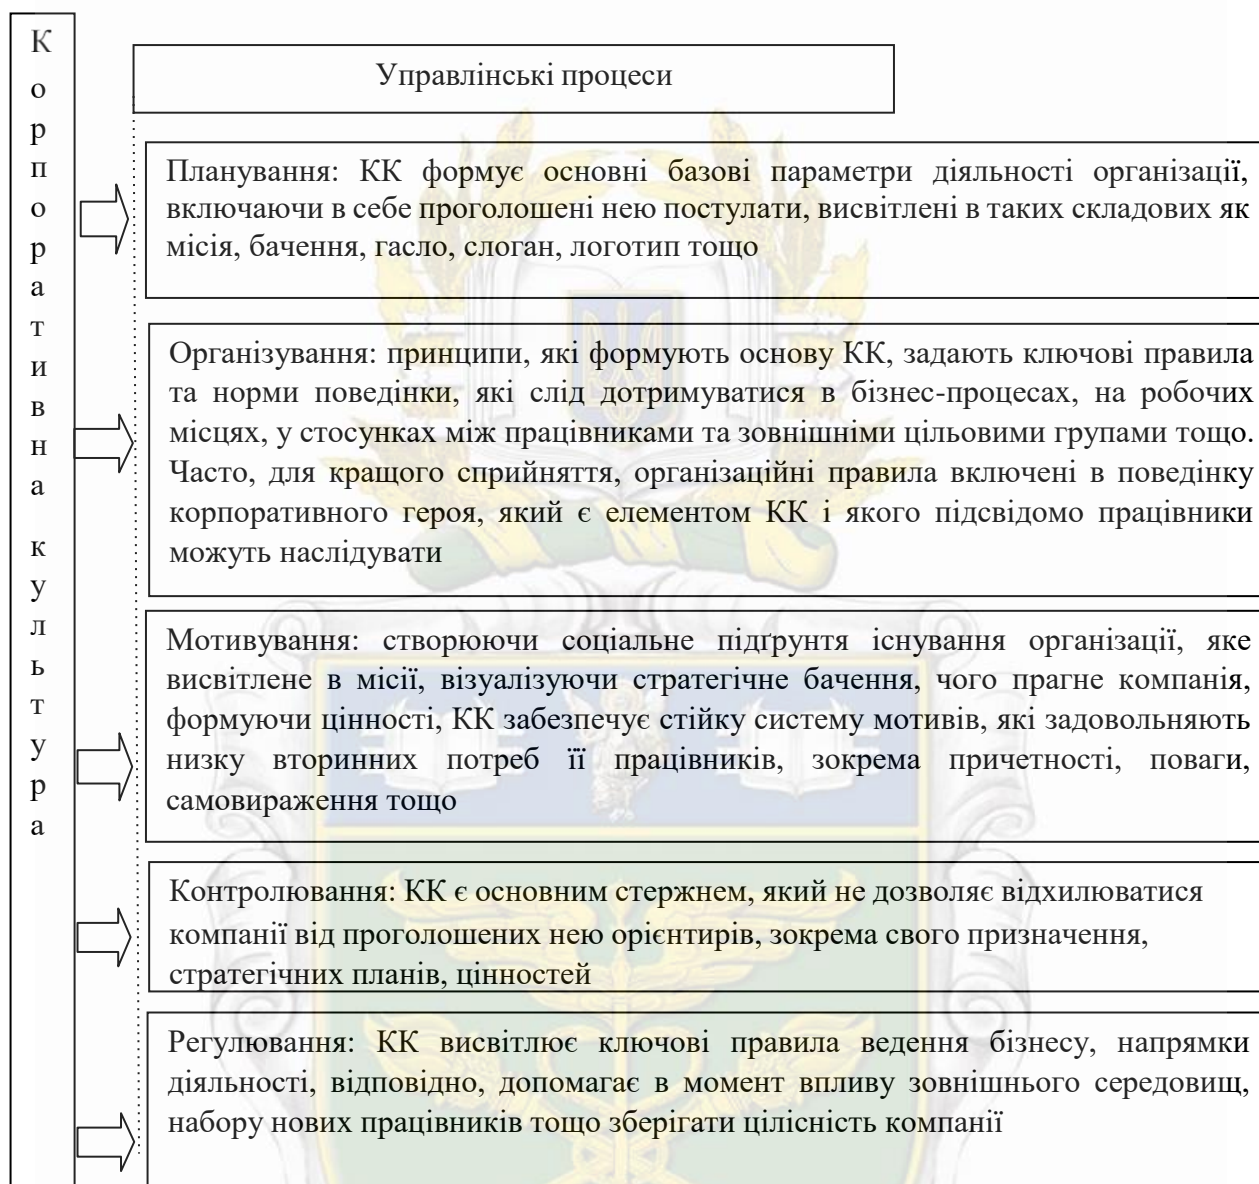 Корпоративна культура
Управлінські процеси
Планування: КК формує основні базові параметри діяльності організації,
включаючи в себе проголошені нею постулати, висвітлені в таких складових як
місія, бачення, гасло, слоган, логотип тощо
Організування: принципи, які формують основу КК, задають ключові правила
та норми поведінки, які слід дотримуватися в бізнес-процесах, на робочих
місцях, у стосунках між працівниками та зовнішніми цільовими групами тощо.
Часто, для кращого сприйняття, організаційні правила включені в поведінку
корпоративного героя, який є елементом КК і якого підсвідомо працівники
можуть наслідувати
Мотивування: створюючи соціальне підґрунтя існування організації, яке
висвітлене в місії, візуалізуючи стратегічне бачення, чого прагне компанія,
формуючи цінності, КК забезпечує стійку систему мотивів, які задовольняють
низку вторинних потреб її працівників, зокрема причетності, поваги,
самовираження тощо
Контролювання: КК є основним стержнем, який не дозволяє відхилюватися
компанії від проголошених нею орієнтирів, зокрема свого призначення,
стратегічних планів, цінностей
Регулювання: КК висвітлює ключові правила ведення бізнесу, напрямки
діяльності, відповідно, допомагає в момент впливу зовнішнього середовищ,
набору нових працівників тощо зберігати цілісність компанії